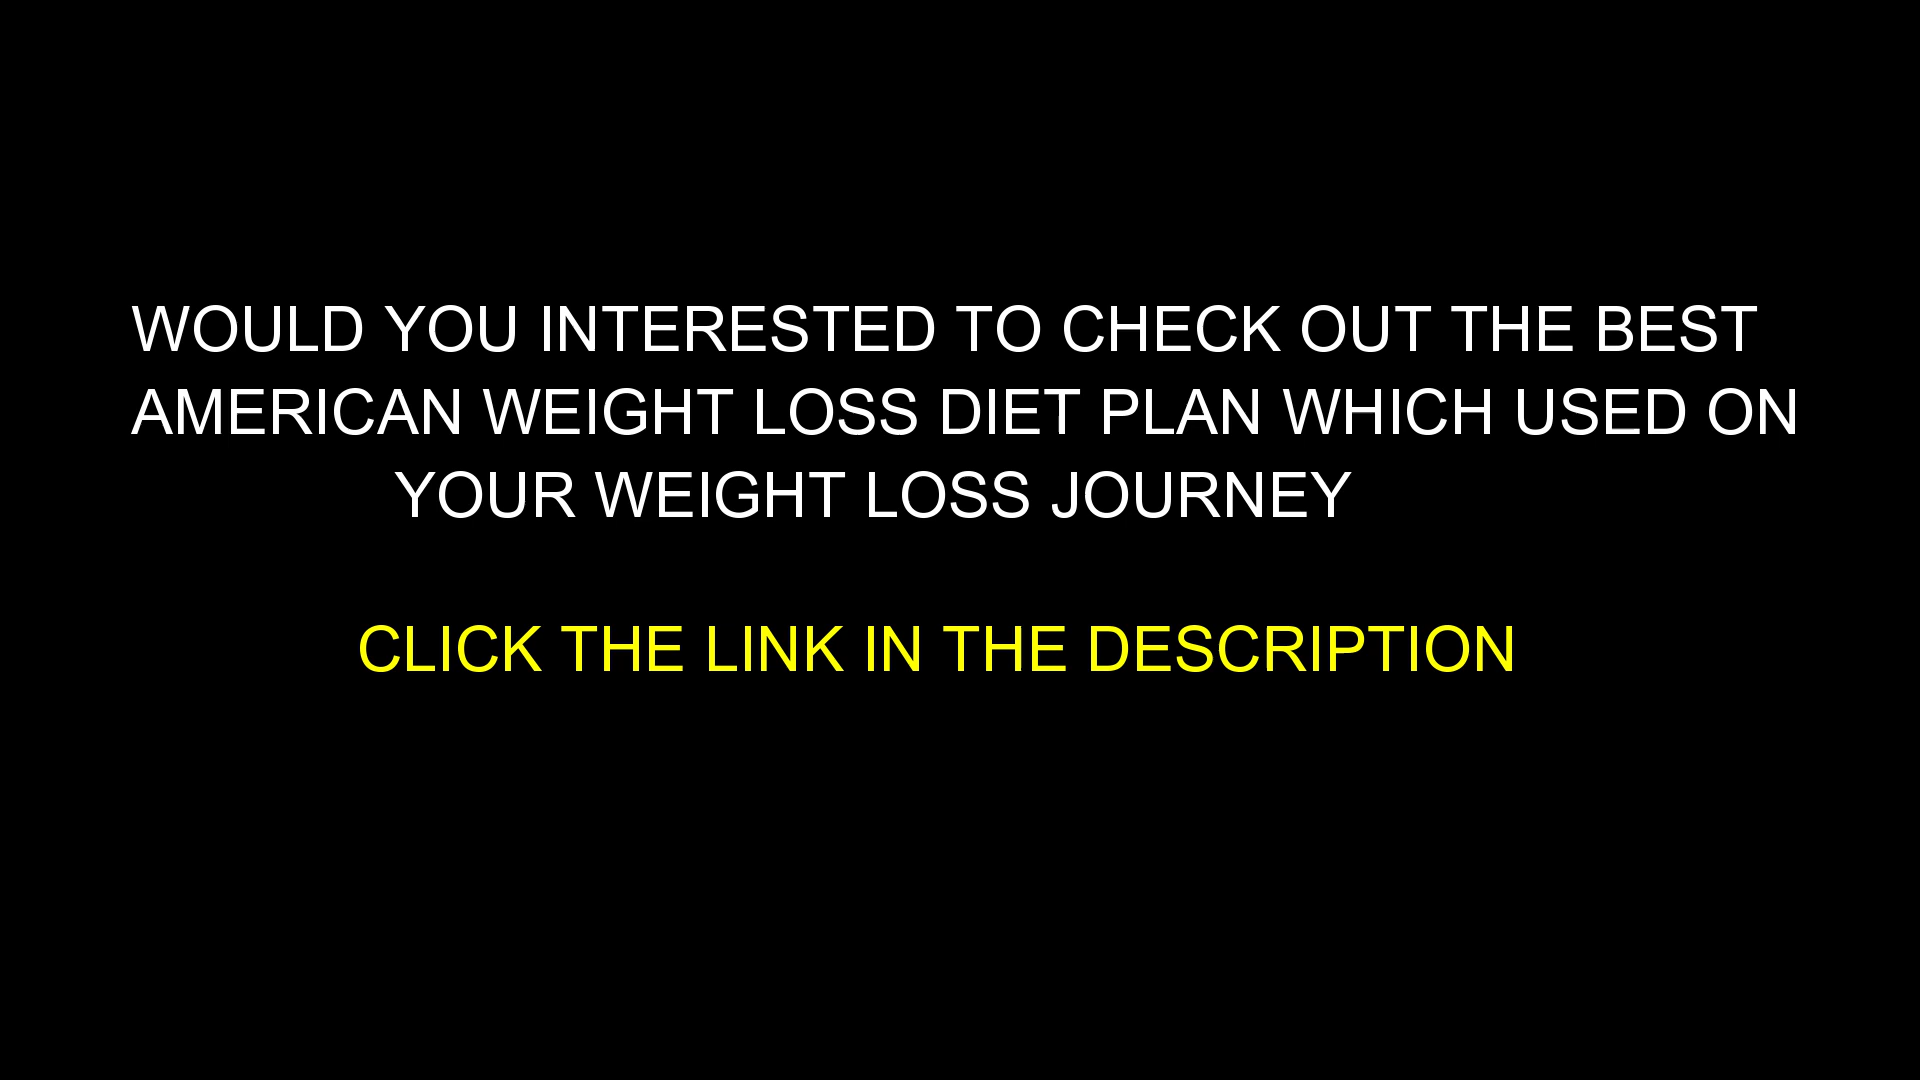 WOULD YOU INTERESTED TO CHECK OUT THE BEST
AMERICAN WEIGHT LOSS DIET PLAN WHICH USED ON
YOUR WEIGHT LOSS JOURNEY
CLICK THE LINK IN THE DESCRIPTION